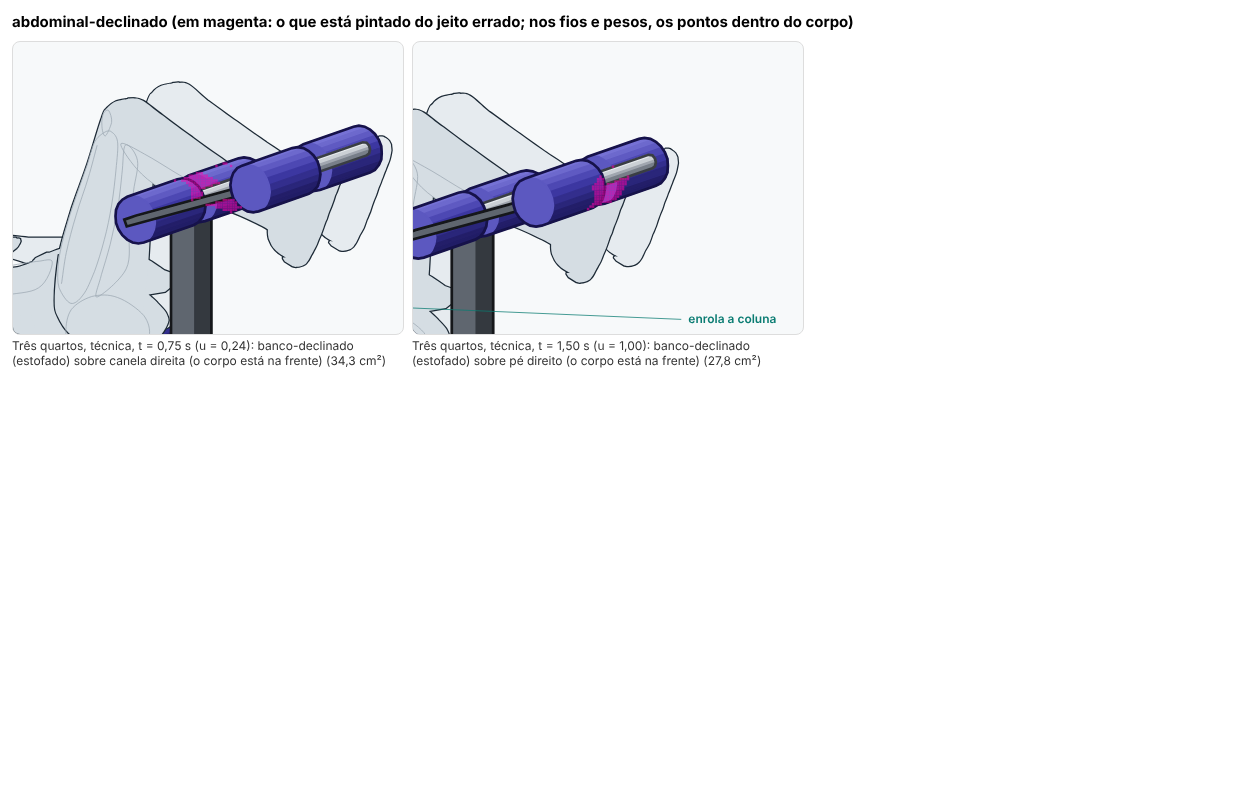 abdominal-declinado (em magenta: o que está pintado do jeito errado; nos fios e pesos, os pontos dentro do corpo)
enrola a coluna
Três quartos, técnica, t = 0,75 s (u = 0,24): banco-declinado
(estofado) sobre canela direita (o corpo está na frente) (34,3 cm²)
Três quartos, técnica, t = 1,50 s (u = 1,00): banco-declinado
(estofado) sobre pé direito (o corpo está na frente) (27,8 cm²)